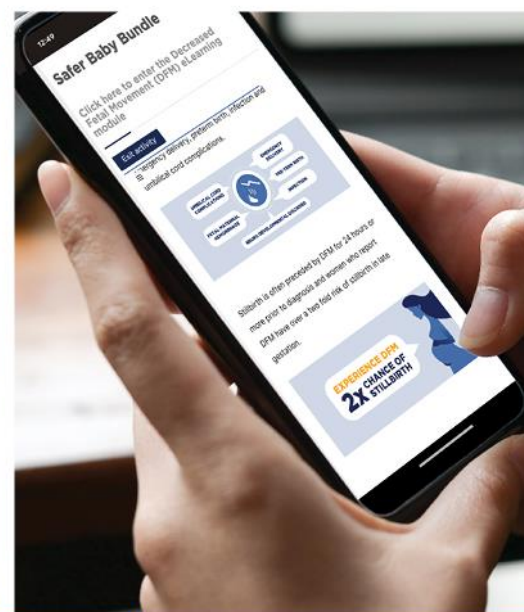 12:49
Safer Baby Bundle
Click here to enter the Decreased
Fetal Movement (DFM) eLearning
module
Exit activity
emergency delivery, preterm birth, infection and
umbilical cord complications.
EMERGENCY
DELIVERY
PRE-TERM BIRTH
INFECTION
NEURO DEVELOPMENTAL DISORDERS
FETAL MATERNAL
HEMORRHAGE
UMBILICAL CORD
COMPLICATIONS
Stillbirth is often preceded by DFM for 24 hours or
more prior to diagnosis and women who report
DFM have over a two fold risk of stillbirth in late
gestation.
EXPERIENCE DFM
2X CHANCE OF
STILLBIRTH